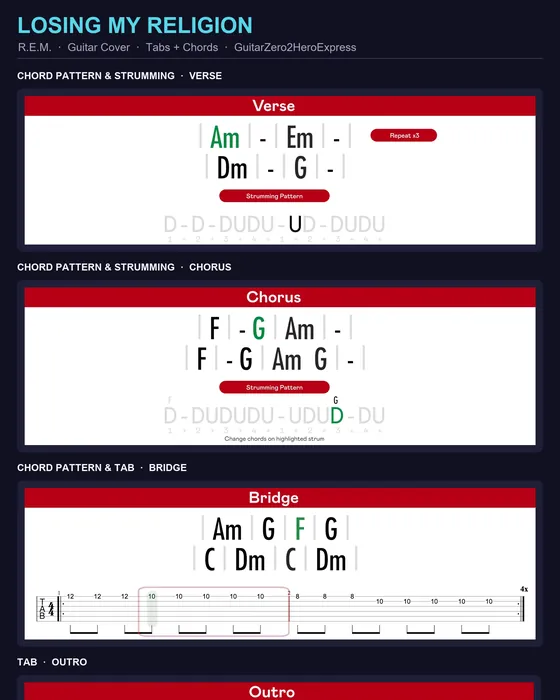 LOSING MY RELIGION
R.E.M. · Guitar Cover · Tabs + Chords · GuitarZero2HeroExpress
CHORD PATTERN & STRUMMING · VERSE
Verse
| Am | - | Em | - |
Repeat x3
| Dm | - | G | - |
Strumming Pattern
D - D - DUDU - UD - DUDU
CHORD PATTERN & STRUMMING · CHORUS
Chorus
| F | - G | Am | - |
| F | - G | Am G | - |
Strumming Pattern
F G
D - DUDUDU - UDUD - DU
Change chords on highlighted strum
CHORD PATTERN & TAB · BRIDGE
Bridge
| Am | G | F | G |
| C | Dm | C | Dm |
4x
TAB 4/4 12 12 12 10 10 10 10 10 8 8 8 10 10 10 10 10
TAB · OUTRO
Outro